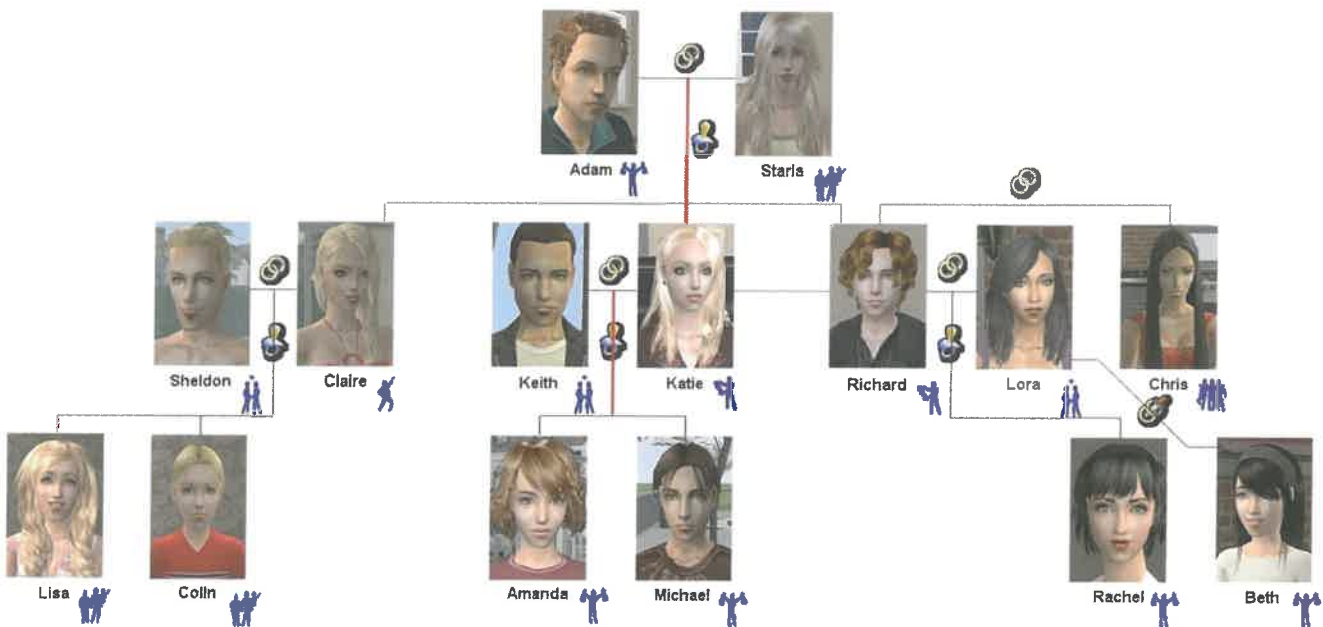 Adam
Starla
Sheldon
Claire
Keith
Katie
Richard
Lora
Chris
Lisa
Colin
Amanda
Michael
Rachel
Beth